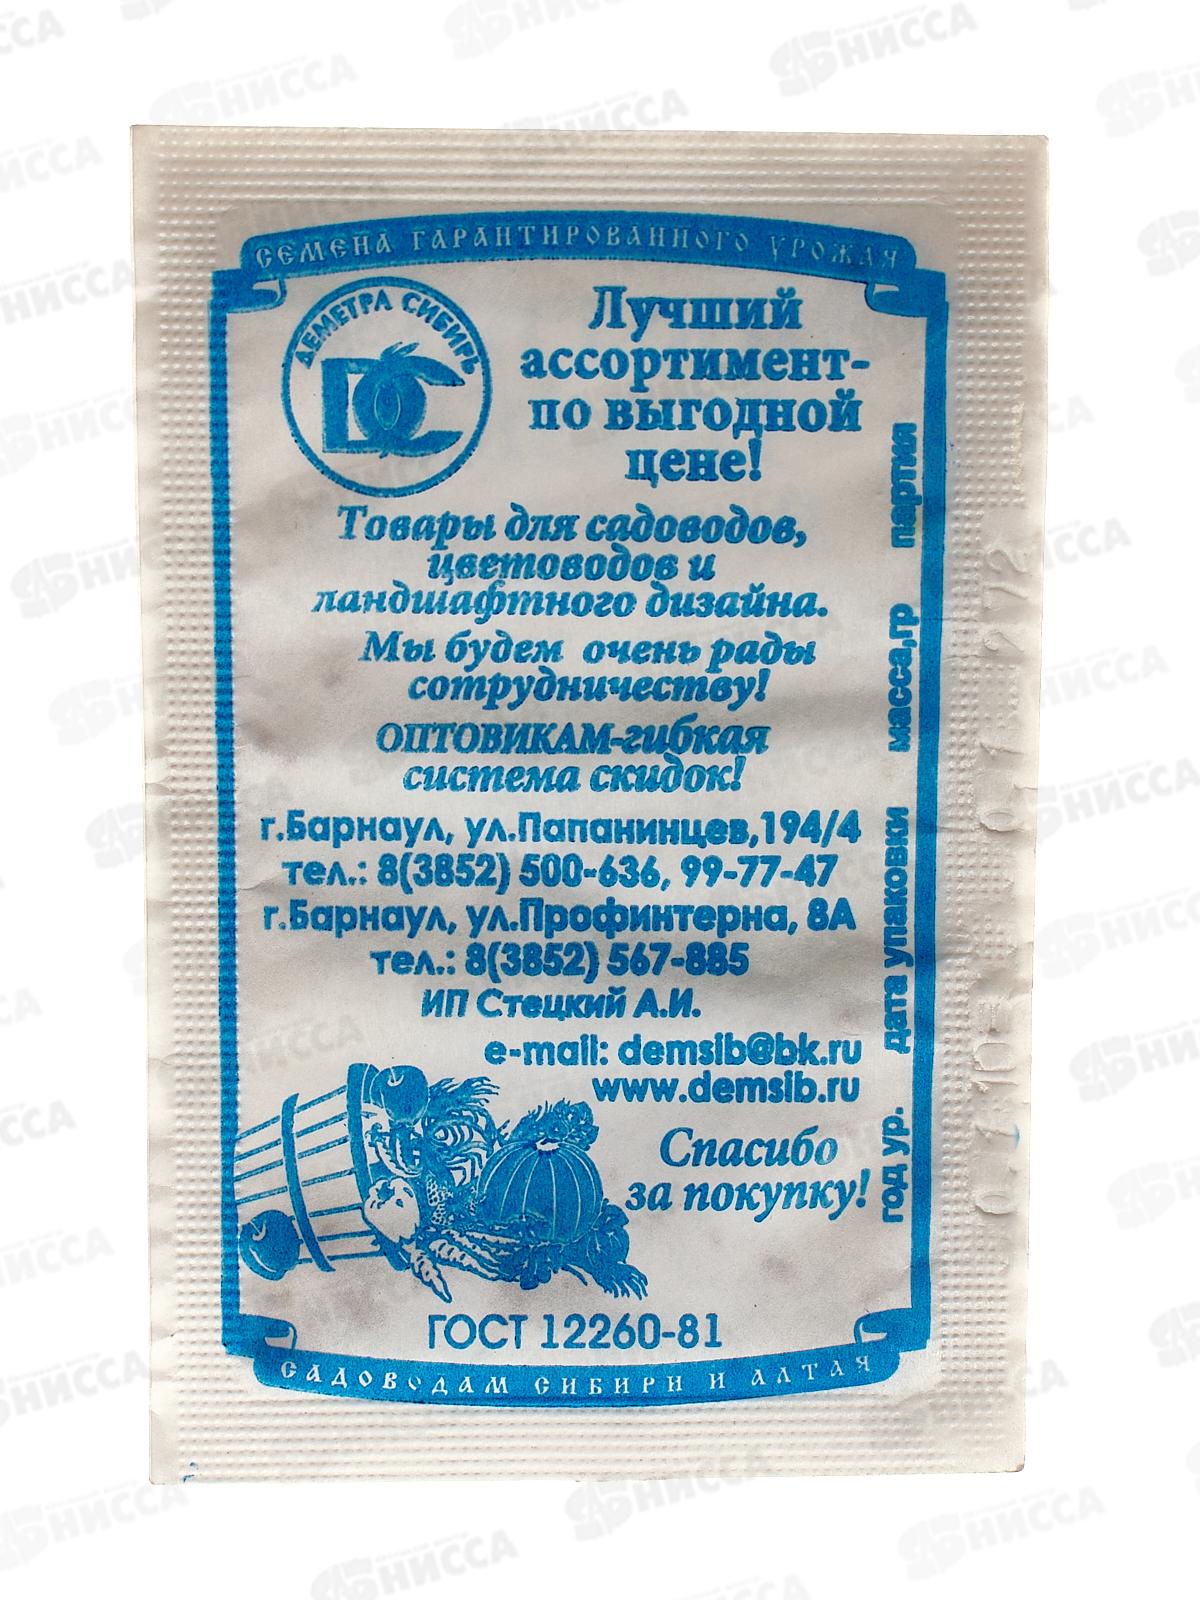 СЕМЕНА ГАРАНТИРОВАННОГО УРОЖАЯ
ДЕМЕТРА СИБИРЬ
DC
Лучший
ассортимент-
по выгодной
цене!
Товары для садоводов,
цветоводов и
ландшафтного дизайна.
Мы будем очень рады
сотрудничеству!
ОПТОВИКАМ-гибкая
система скидок!
г.Барнаул, ул.Папанинцев,194/4
тел.: 8(3852) 500-636, 99-77-47
г.Барнаул, ул.Профинтерна, 8А
тел.: 8(3852) 567-885
ИП Стецкий А.И.
e-mail: demsib@bk.ru
www.demsib.ru
Спасибо
за покупку!
ГОСТ 12260-81
САДОВОДАМ СИБИРИ И АЛТАЯ
год ур. дата упаковки масса,гр партия